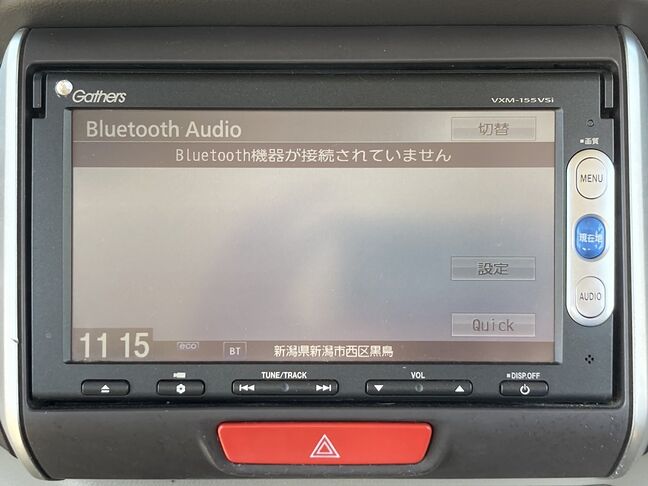 Gathers
VXM-155VSi
Bluetooth Audio
切替
Bluetooth機器が接続されていません
■画質
MENU
現在地
AUDIO
設定
Quick
11 15
eco
BT
新潟県新潟市西区黒鳥
TUNE/TRACK
VOL
■DISP.OFF